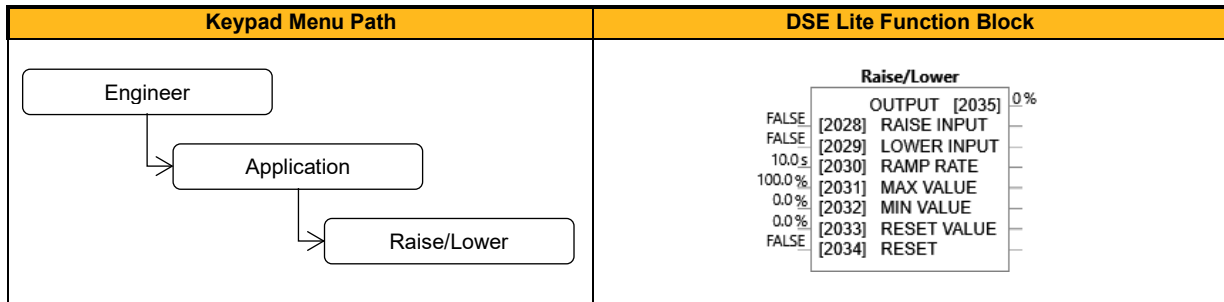 Keypad Menu Path
DSE Lite Function Block
Engineer
Application
Raise/Lower
Raise/Lower
OUTPUT [2035] 0 %
FALSE [2028] RAISE INPUT
FALSE [2029] LOWER INPUT
10.0 s [2030] RAMP RATE
100.0 % [2031] MAX VALUE
0.0 % [2032] MIN VALUE
0.0 % [2033] RESET VALUE
FALSE [2034] RESET